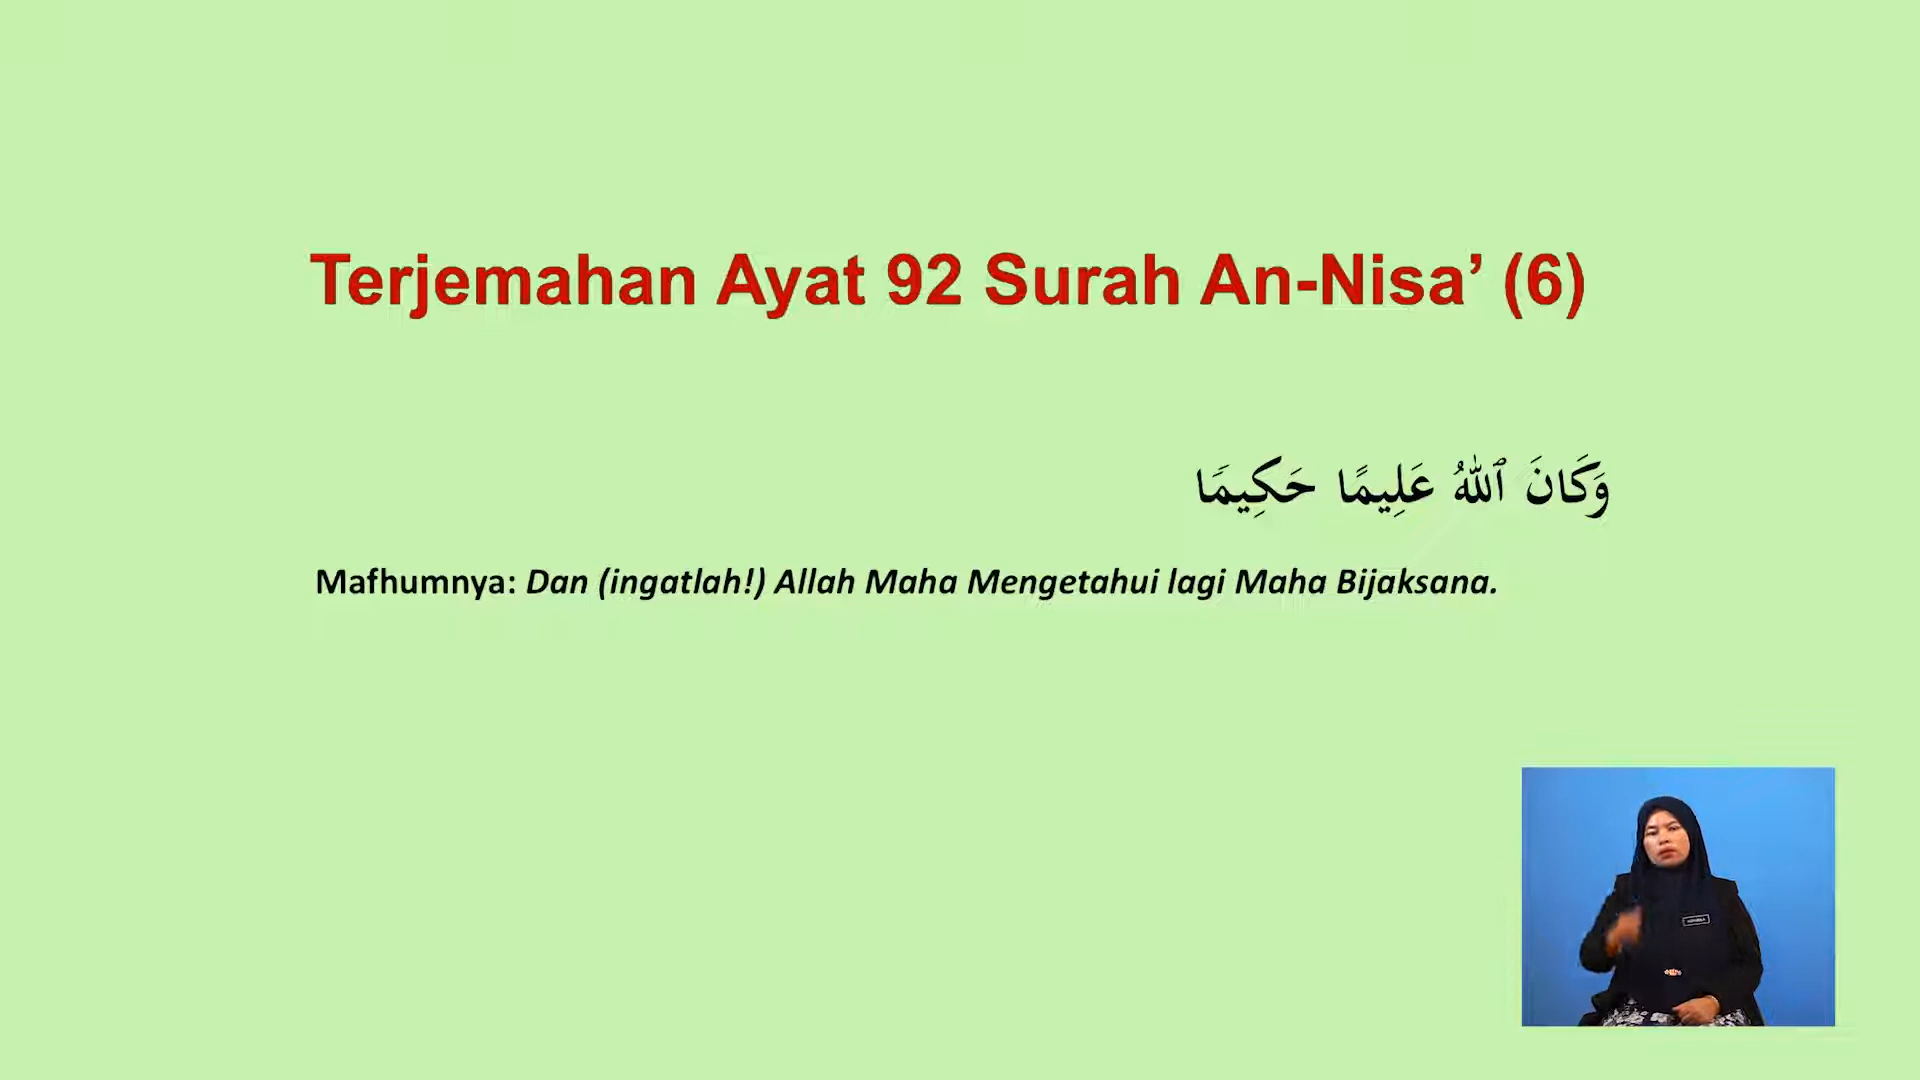 Terjemahan Ayat 92 Surah An-Nisa’ (6)
وَكَانَ ٱللَّهُ عَلِيمًا حَكِيمًا
Mafhumnya: Dan (ingatlah!) Allah Maha Mengetahui lagi Maha Bijaksana.